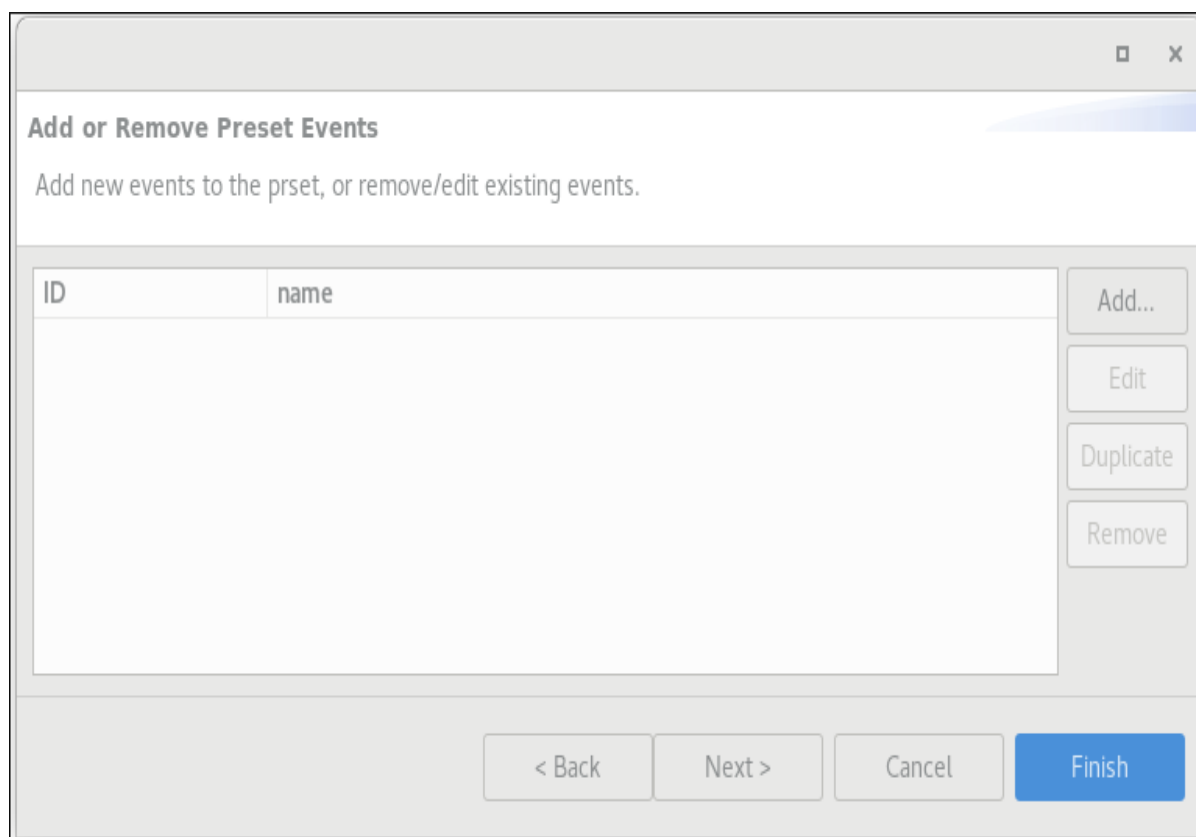 Add or Remove Preset Events
Add new events to the prset, or remove/edit existing events.
ID name
Add...
Edit
Duplicate
Remove
< Back Next > Cancel Finish